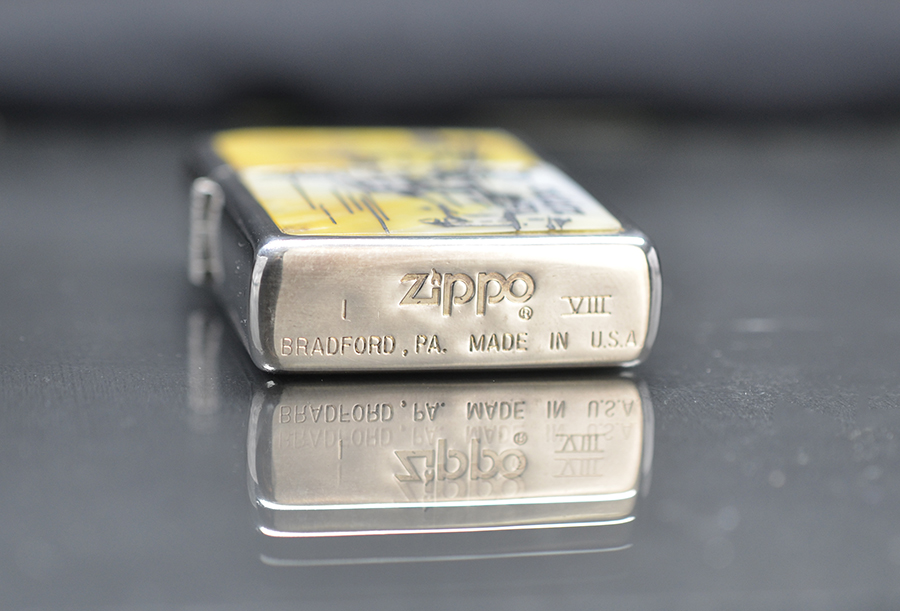 I zippo® VIII
BRADFORD, PA. MADE IN U.S.A